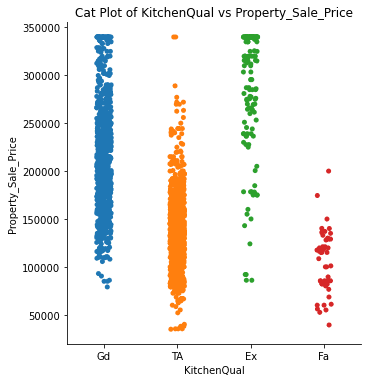 Cat Plot of KitchenQual vs Property_Sale_Price
Property_Sale_Price
350000
300000
250000
200000
150000
100000
50000
Gd TA Ex Fa
KitchenQual